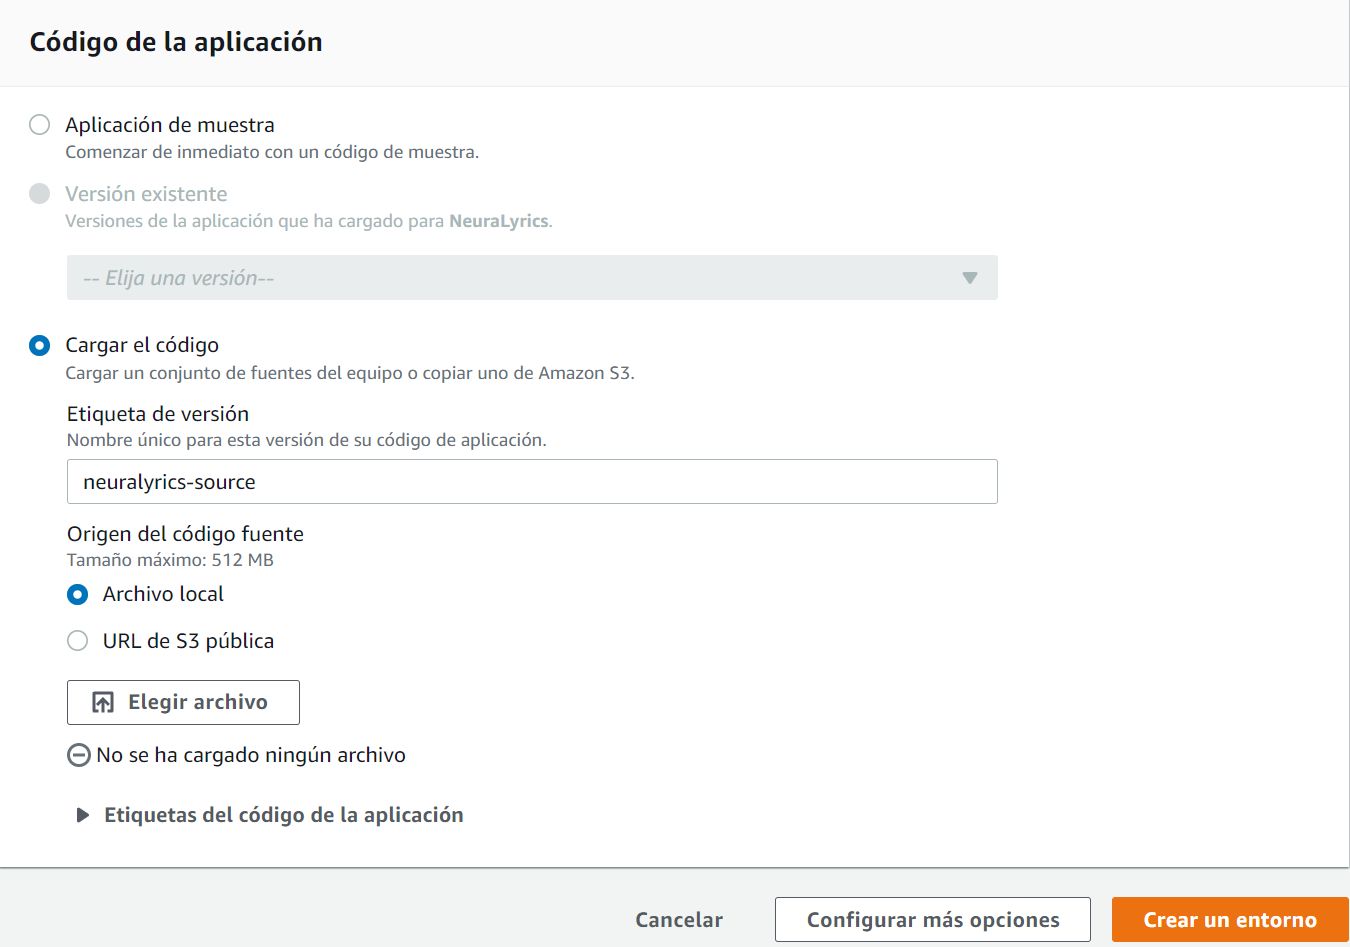 Código de la aplicación
Aplicación de muestra
Comenzar de inmediato con un código de muestra.
Versión existente
Versiones de la aplicación que ha cargado para NeuraLyrics.
-- Elija una versión--
Cargar el código
Cargar un conjunto de fuentes del equipo o copiar uno de Amazon S3.
Etiqueta de versión
Nombre único para esta versión de su código de aplicación.
neuralyrics-source
Origen del código fuente
Tamaño máximo: 512 MB
Archivo local
URL de S3 pública
Elegir archivo
No se ha cargado ningún archivo
Etiquetas del código de la aplicación
Cancelar
Configurar más opciones
Crear un entorno